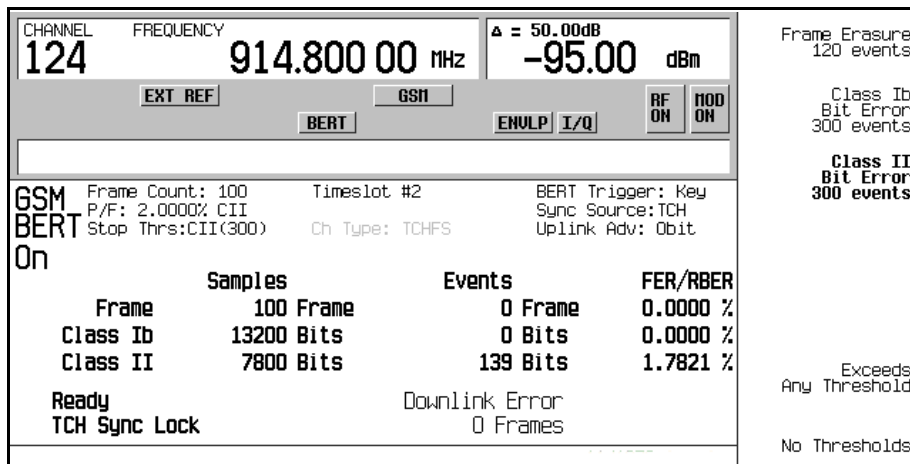 CHANNEL FREQUENCY Δ = 50.00dB
124 914.800 00 MHz -95.00 dBm
EXT REF GSM
BERT ENVLP I/Q
RF ON MOD ON
GSM BERT On
Frame Count: 100 Timeslot #2 BERT Trigger: Key
P/F: 2.0000% CII Sync Source:TCH
Stop Thrs:CII(300) Ch Type: TCHFS Uplink Adv: 0bit
Samples Events FER/RBER
Frame 100 Frame 0 Frame 0.0000 %
Class Ib 13200 Bits 0 Bits 0.0000 %
Class II 7800 Bits 139 Bits 1.7821 %
Ready Downlink Error
TCH Sync Lock 0 Frames
Frame Erasure
120 events
Class Ib
Bit Error
300 events
Class II
Bit Error
300 events
Exceeds
Any Threshold
No Thresholds